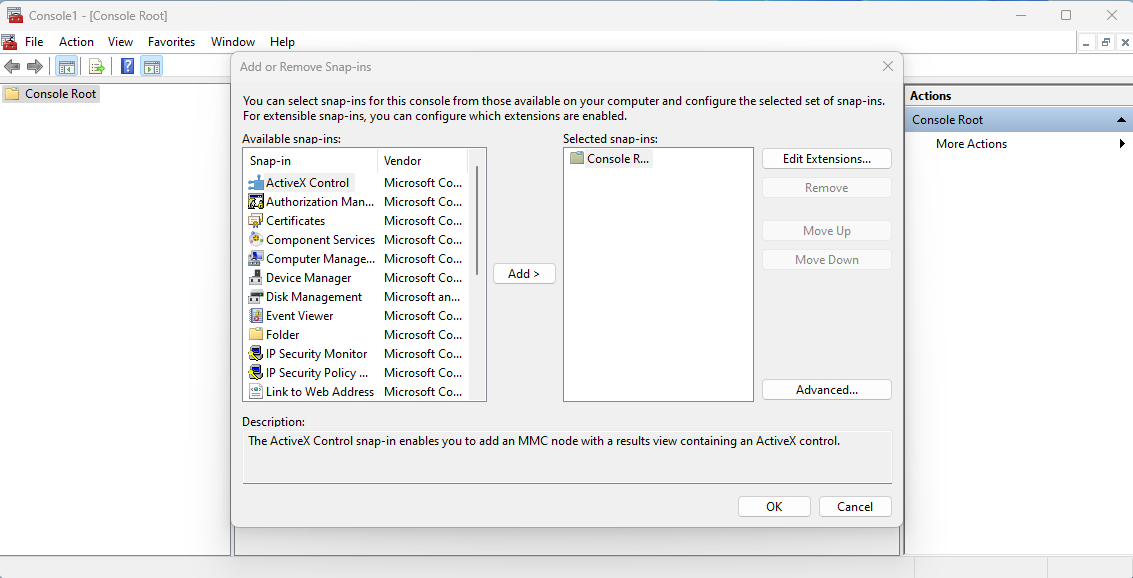 Console1 - [Console Root]
File Action View Favorites Window Help
Console Root
Add or Remove Snap-ins
You can select snap-ins for this console from those available on your computer and configure the selected set of snap-ins.
For extensible snap-ins, you can configure which extensions are enabled.
Available snap-ins:
Snap-in Vendor
ActiveX Control Microsoft Co...
Authorization Man... Microsoft Co...
Certificates Microsoft Co...
Component Services Microsoft Co...
Computer Manage... Microsoft Co...
Device Manager Microsoft Co...
Disk Management Microsoft an...
Event Viewer Microsoft Co...
Folder Microsoft Co...
IP Security Monitor Microsoft Co...
IP Security Policy ... Microsoft Co...
Link to Web Address Microsoft Co...
Add >
Selected snap-ins:
Console R...
Edit Extensions...
Remove
Move Up
Move Down
Advanced...
Description:
The ActiveX Control snap-in enables you to add an MMC node with a results view containing an ActiveX control.
OK Cancel
Actions
Console Root
More Actions